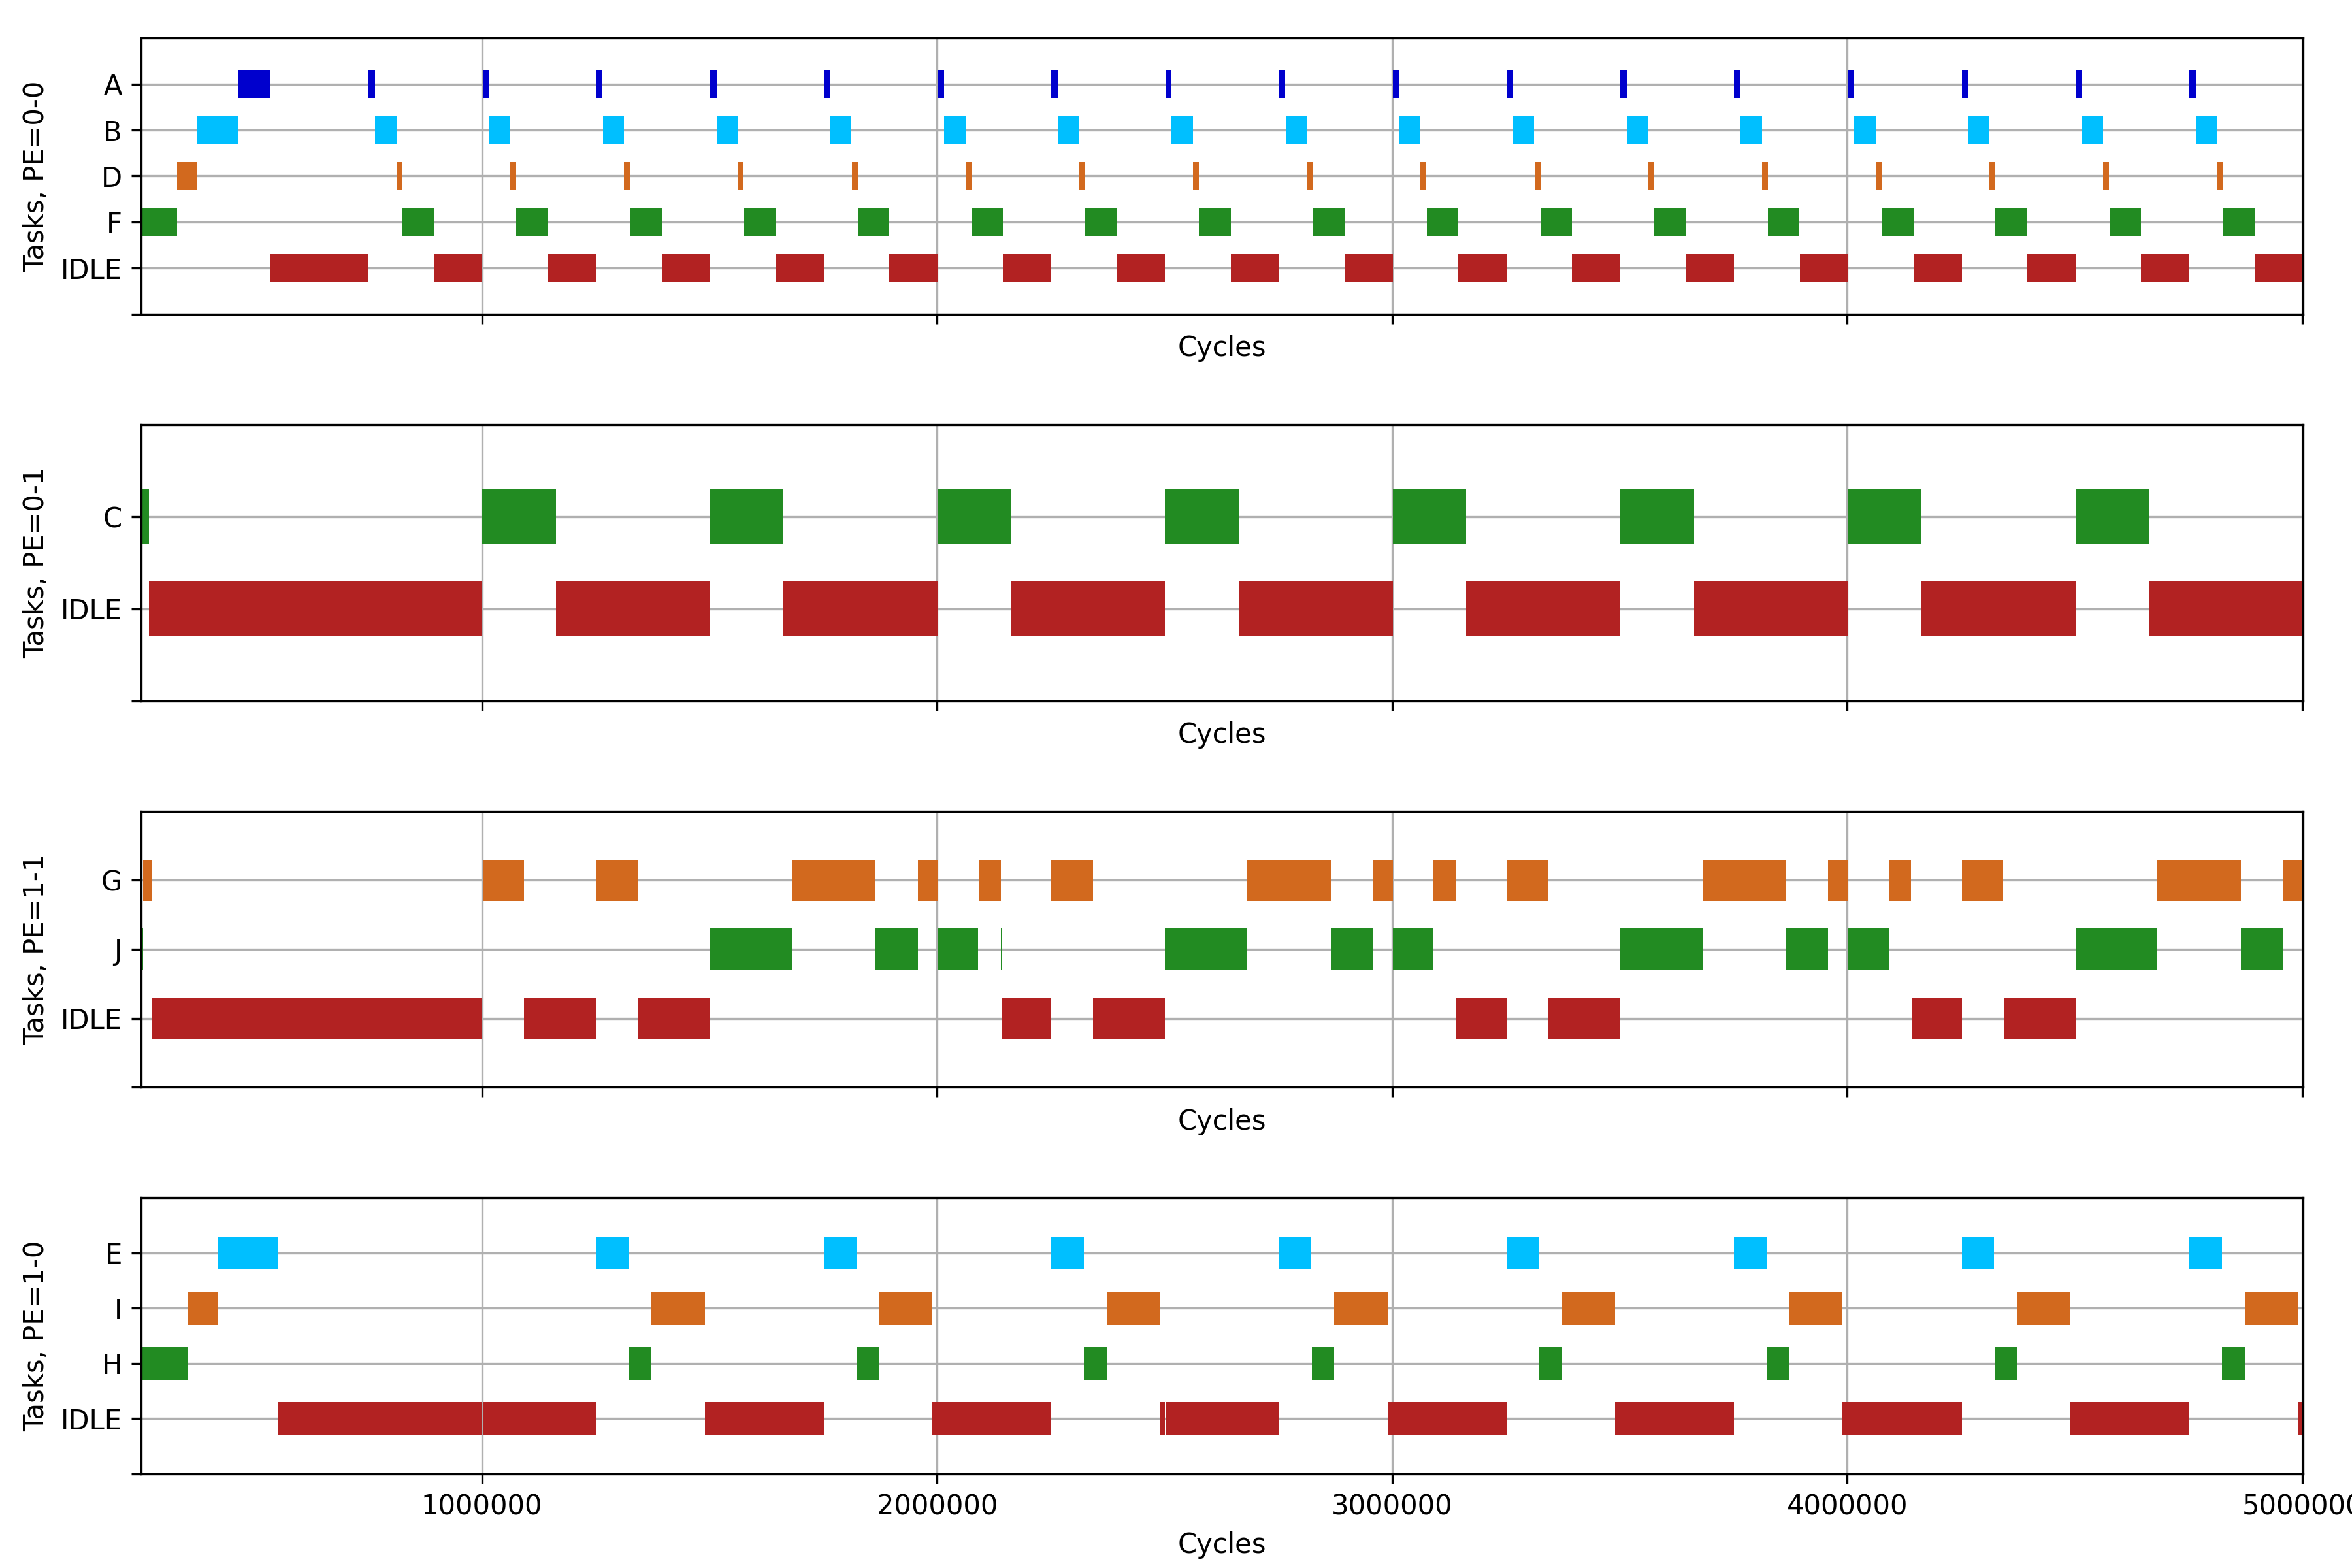 Tasks, PE=0-0
A
B
D
F
IDLE
Cycles
Tasks, PE=0-1
C
IDLE
Cycles
Tasks, PE=1-1
G
J
IDLE
Cycles
Tasks, PE=1-0
E
I
H
IDLE
1000000 2000000 3000000 4000000 5000000
Cycles